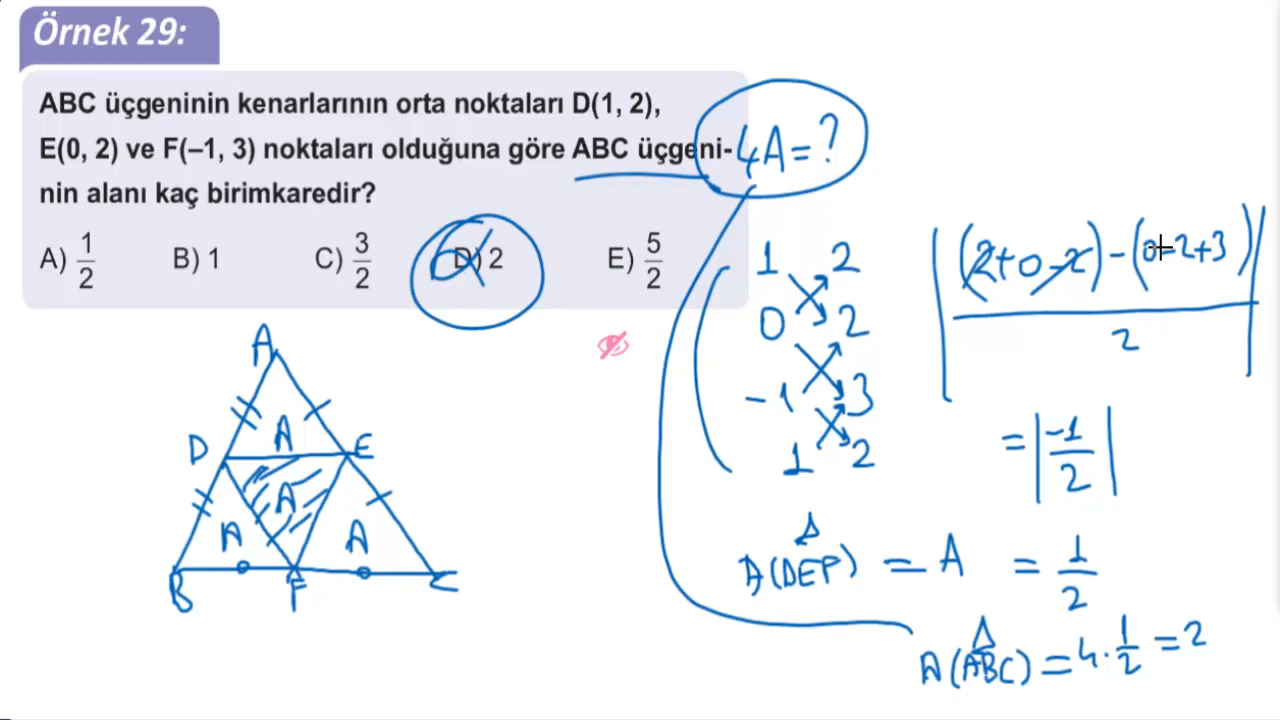 Örnek 29:
ABC üçgeninin kenarlarının orta noktaları D(1, 2),
E(0, 2) ve F(–1, 3) noktaları olduğuna göre ABC üçgeni-
nin alanı kaç birimkaredir?
A) 1/2 B) 1 C) 3/2 D) 2 E) 5/2
4A = ?
A
D A E
A A A
B F C
1 2
0 2
-1 3
1 2
|(2+0-2) - (0-2+3)|
2
= |-1/2|
A(DEF) = A = 1/2
A(ABC) = 4 · 1/2 = 2